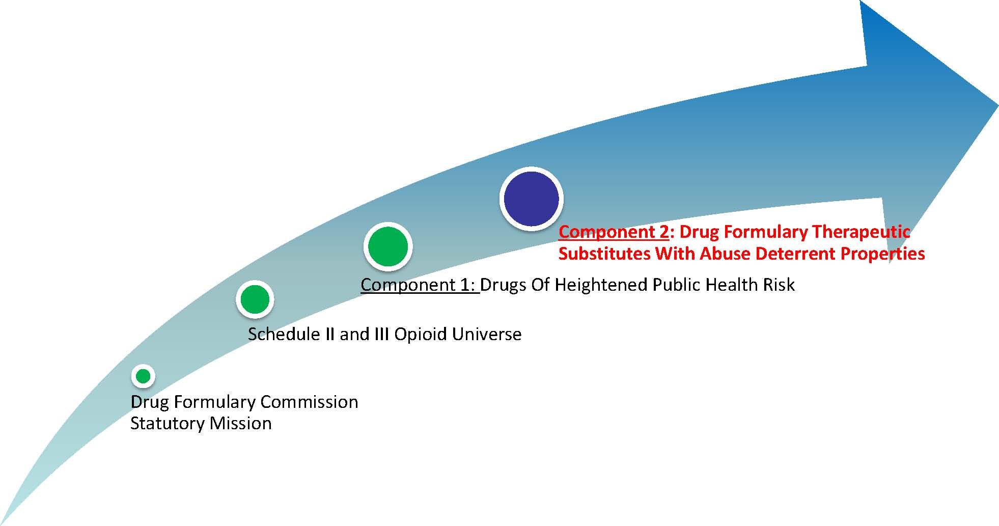 Component 2: Drug Formulary Therapeutic
Substitutes With Abuse Deterrent Properties
Component 1: Drugs Of Heightened Public Health Risk
Schedule II and III Opioid Universe
Drug Formulary Commission
Statutory Mission